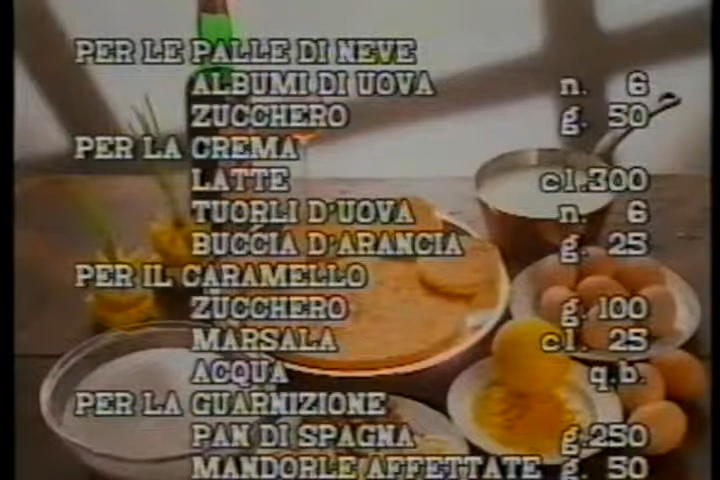 PER LE PALLE DI NEVE
ALBUMI DI UOVA n. 6
ZUCCHERO g. 50
PER LA CREMA
LATTE cl.300
TUORLI D'UOVA n. 6
BUCCIA D'ARANCIA g. 25
PER IL CARAMELLO
ZUCCHERO g.100
MARSALA cl. 25
ACQUA q.b.
PER LA GUARNIZIONE
PAN DI SPAGNA g.250
MANDORLE AFFETTATE g. 50